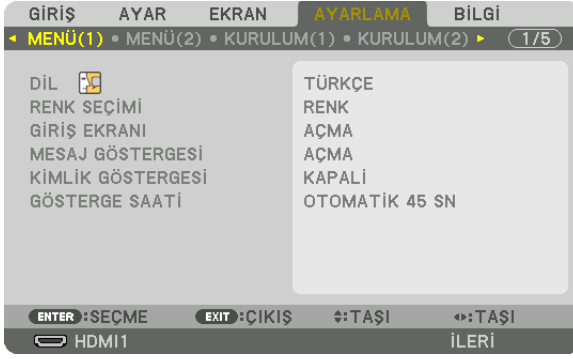 GİRİŞ AYAR EKRAN AYARLAMA BİLGİ
◄ MENÜ(1) • MENÜ(2) • KURULUM(1) • KURULUM(2) ► 1/5
DİL TÜRKÇE
RENK SEÇİMİ RENK
GİRİŞ EKRANI AÇMA
MESAJ GÖSTERGESİ AÇMA
KİMLİK GÖSTERGESİ KAPALİ
GÖSTERGE SAATİ OTOMATİK 45 SN
ENTER :SEÇME EXIT :ÇIKIŞ ⬍:TAŞI ⬌:TAŞI
HDMI1 İLERİ